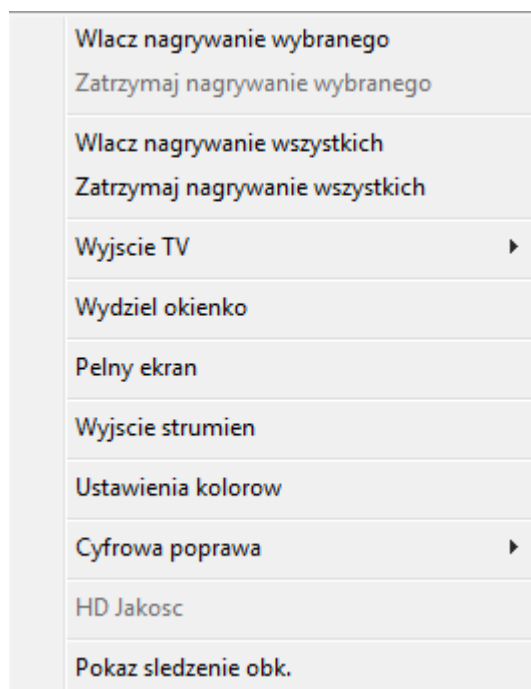 Wlacz nagrywanie wybranego
Zatrzymaj nagrywanie wybranego
Wlacz nagrywanie wszystkich
Zatrzymaj nagrywanie wszystkich
Wyjscie TV
Wydziel okienko
Pelny ekran
Wyjscie strumien
Ustawienia kolorow
Cyfrowa poprawa
HD Jakosc
Pokaz sledzenie obk.